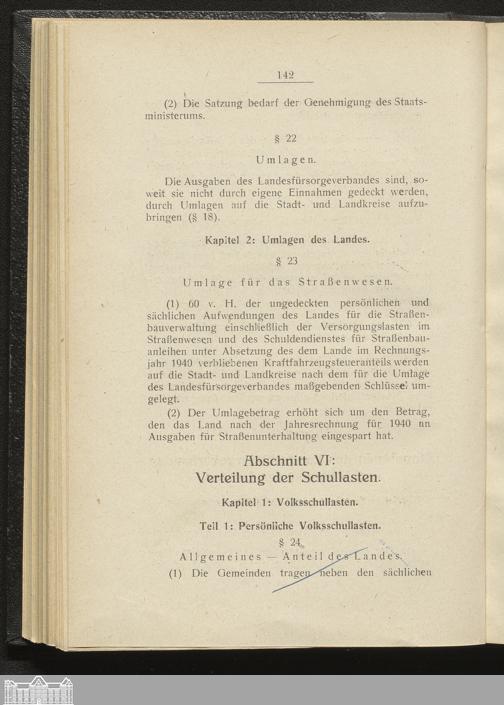 142
(2) Die Satzung bedarf der Genehmigung des Staats-
ministeriums.
§ 22
Umlagen.
Die Ausgaben des Landesfürsorgeverbandes sind, so-
weit sie nicht durch eigene Einnahmen gedeckt werden,
durch Umlagen auf die Stadt- und Landkreise aufzu-
bringen (§ 18).
Kapitel 2: Umlagen des Landes.
§ 23
Umlage für das Straßenwesen.
(1) 60 v. H. der ungedeckten persönlichen und
sächlichen Aufwendungen des Landes für die Straßen-
bauverwaltung einschließlich der Versorgungslasten im
Straßenwesen und des Schuldendienstes für Straßenbau-
anleihen unter Absetzung des dem Lande im Rechnungs-
jahr 1940 verbliebenen Kraftfahrzeugsteueranteils werden
auf die Stadt- und Landkreise nach dem für die Umlage
des Landesfürsorgeverbandes maßgebenden Schlüssel um-
gelegt.
(2) Der Umlagebetrag erhöht sich um den Betrag,
den das Land nach der Jahresrechnung für 1940 an
Ausgaben für Straßenunterhaltung eingespart hat.
Abschnitt VI:
Verteilung der Schullasten.
Kapitel 1: Volksschullasten.
Teil 1: Persönliche Volksschullasten.
§ 24
Allgemeines — Anteil des Landes.
(1) Die Gemeinden tragen neben den sächlichen